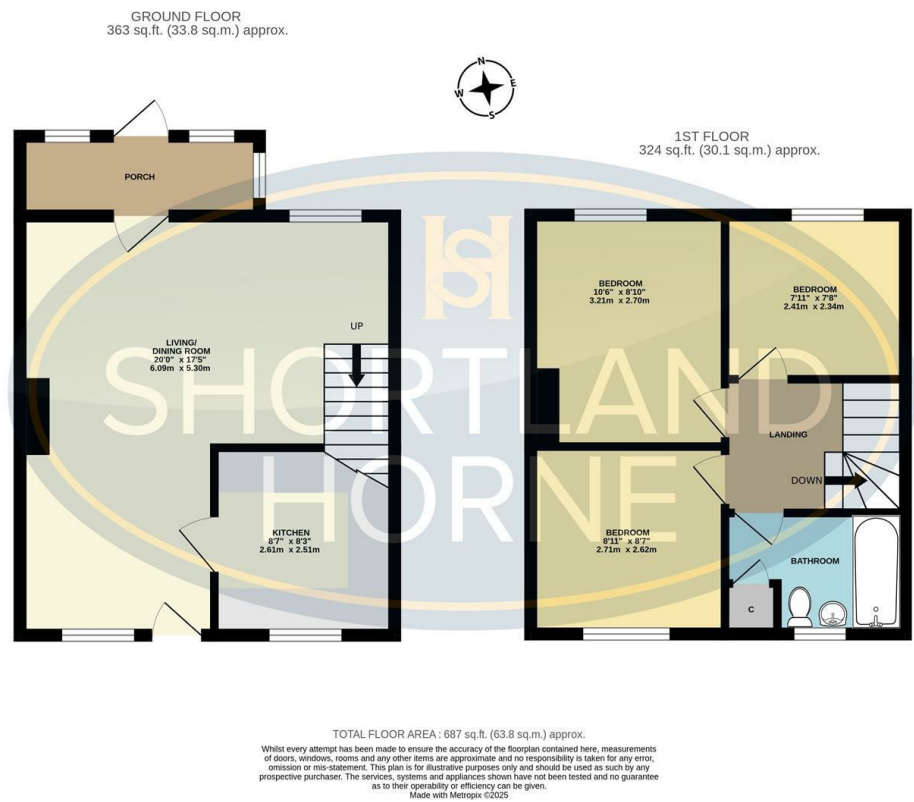 GROUND FLOOR
363 sq.ft. (33.8 sq.m.) approx.
N
E
W
S
1ST FLOOR
324 sq.ft. (30.1 sq.m.) approx.
PORCH
LIVING/
DINING ROOM
20'0" x 17'5"
6.09m x 5.30m
UP
KITCHEN
8'7" x 8'3"
2.61m x 2.51m
BEDROOM
10'6" x 8'10"
3.21m x 2.70m
BEDROOM
7'11" x 7'8"
2.41m x 2.34m
LANDING
DOWN
BEDROOM
8'11" x 8'7"
2.71m x 2.62m
BATHROOM
C
SH
SHORTLAND
HORNE
TOTAL FLOOR AREA : 687 sq.ft. (63.8 sq.m.) approx.
Whilst every attempt has been made to ensure the accuracy of the floorplan contained here, measurements
of doors, windows, rooms and any other items are approximate and no responsibility is taken for any error,
omission or mis-statement. This plan is for illustrative purposes only and should be used as such by any
prospective purchaser. The services, systems and appliances shown have not been tested and no guarantee
as to their operability or efficiency can be given.
Made with Metropix ©2025